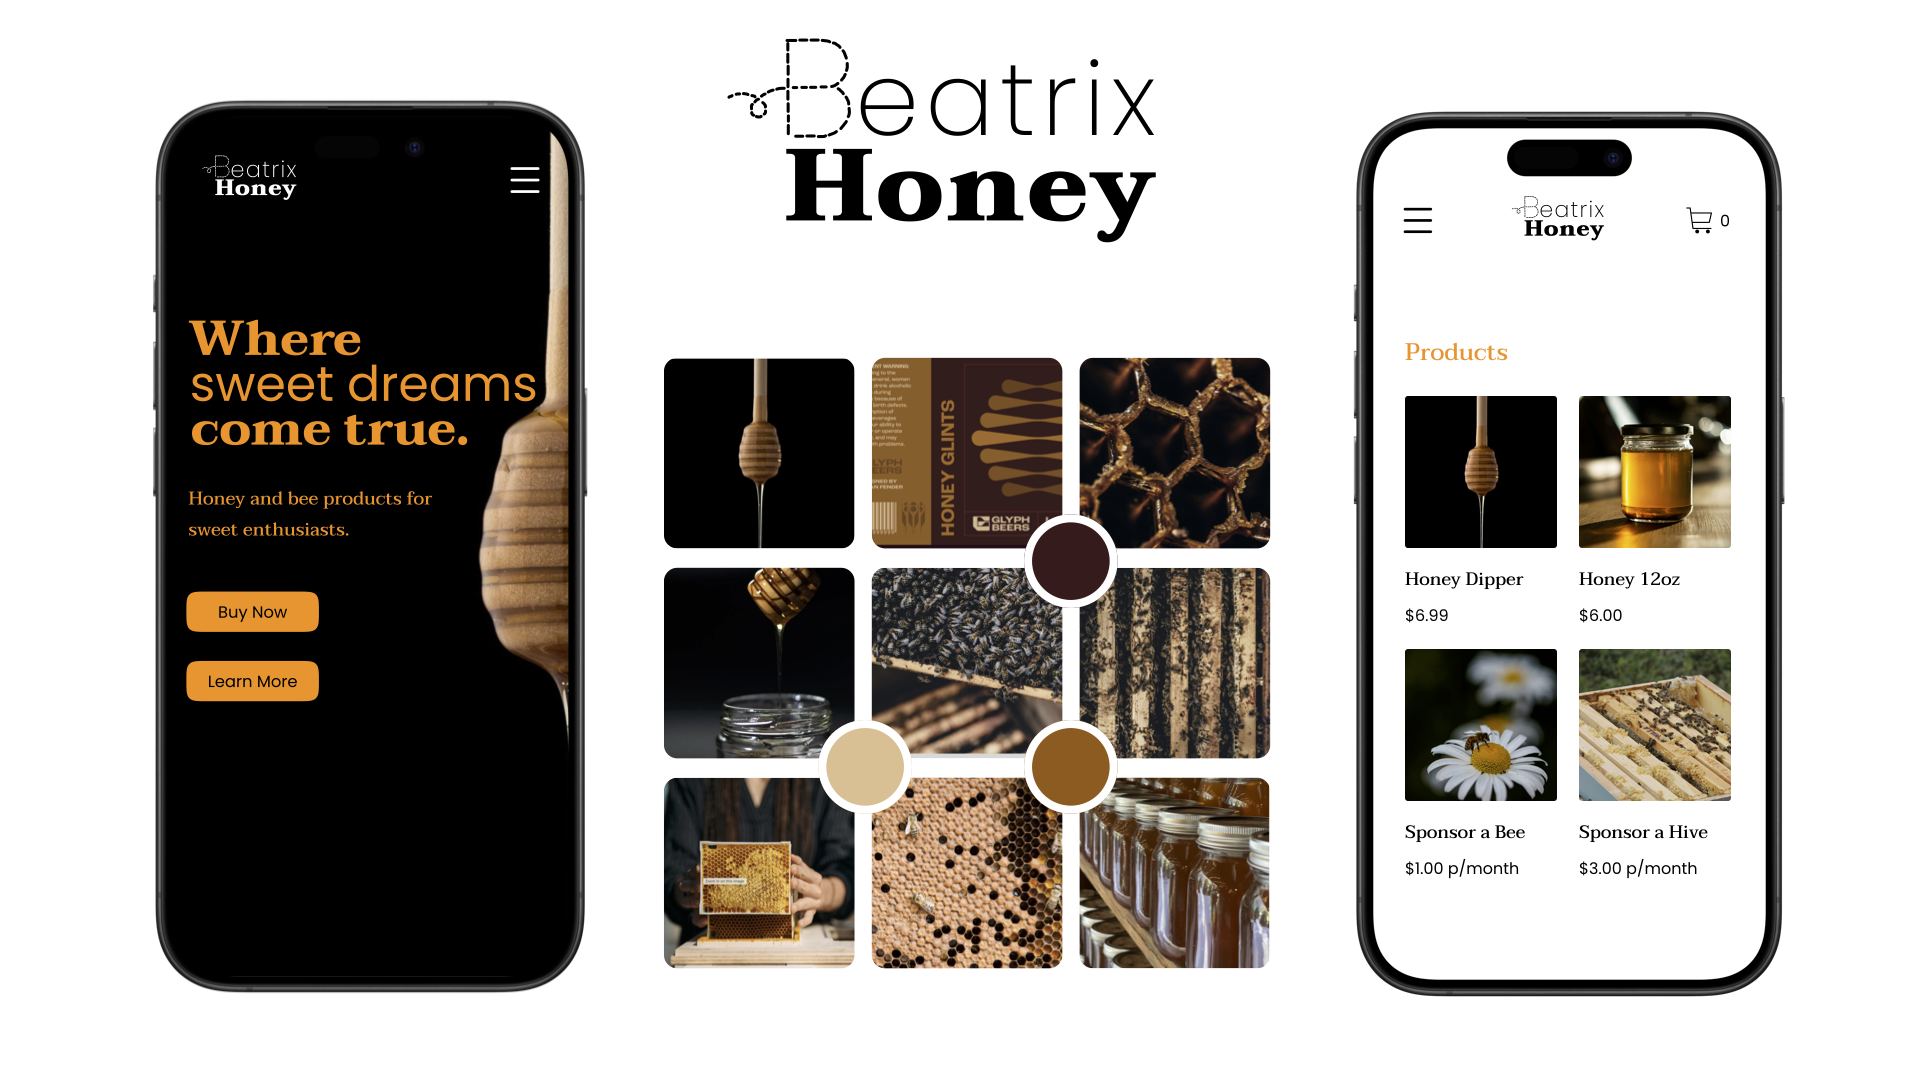 Beatrix
Honey
Beatrix
Honey
Where
sweet dreams
come true.
Honey and bee products for
sweet enthusiasts.
Buy Now
Learn More
HONEY GLINTS
GLYPH
BEERS
Beatrix
Honey
0
Products
Honey Dipper
$6.99
Honey 12oz
$6.00
Sponsor a Bee
$1.00 p/month
Sponsor a Hive
$3.00 p/month